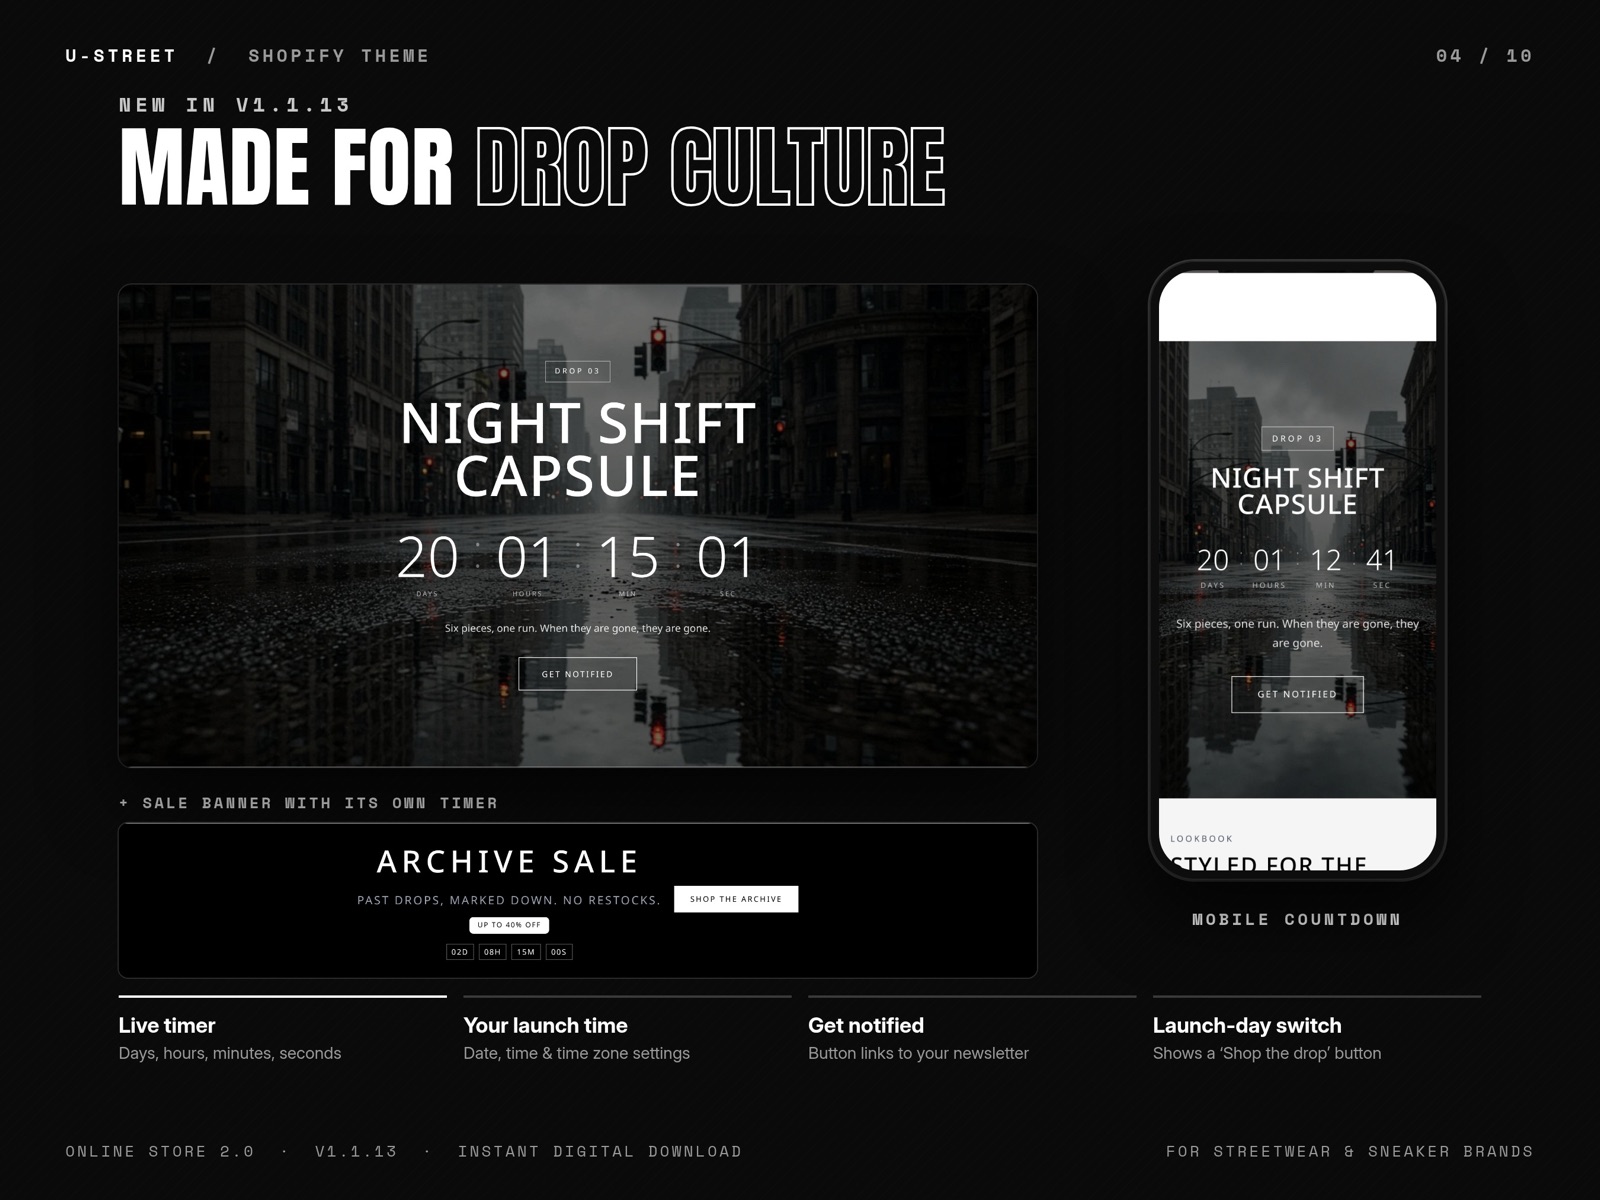 U-STREET / SHOPIFY THEME
04 / 10
NEW IN V1.1.13
MADE FOR DROP CULTURE
DROP 03
NIGHT SHIFT
CAPSULE
20 : 01 : 15 : 01
DAYS HOURS MIN SEC
Six pieces, one run. When they are gone, they are gone.
GET NOTIFIED
+ SALE BANNER WITH ITS OWN TIMER
ARCHIVE SALE
PAST DROPS, MARKED DOWN. NO RESTOCKS.
SHOP THE ARCHIVE
UP TO 40% OFF
02D 08H 15M 00S
DROP 03
NIGHT SHIFT
CAPSULE
20 : 01 : 12 : 41
DAYS HOURS MIN SEC
Six pieces, one run. When they are gone, they
are gone.
GET NOTIFIED
LOOKBOOK
STYLED FOR THE
MOBILE COUNTDOWN
Live timer
Days, hours, minutes, seconds
Your launch time
Date, time & time zone settings
Get notified
Button links to your newsletter
Launch-day switch
Shows a ‘Shop the drop’ button
ONLINE STORE 2.0 · V1.1.13 · INSTANT DIGITAL DOWNLOAD
FOR STREETWEAR & SNEAKER BRANDS